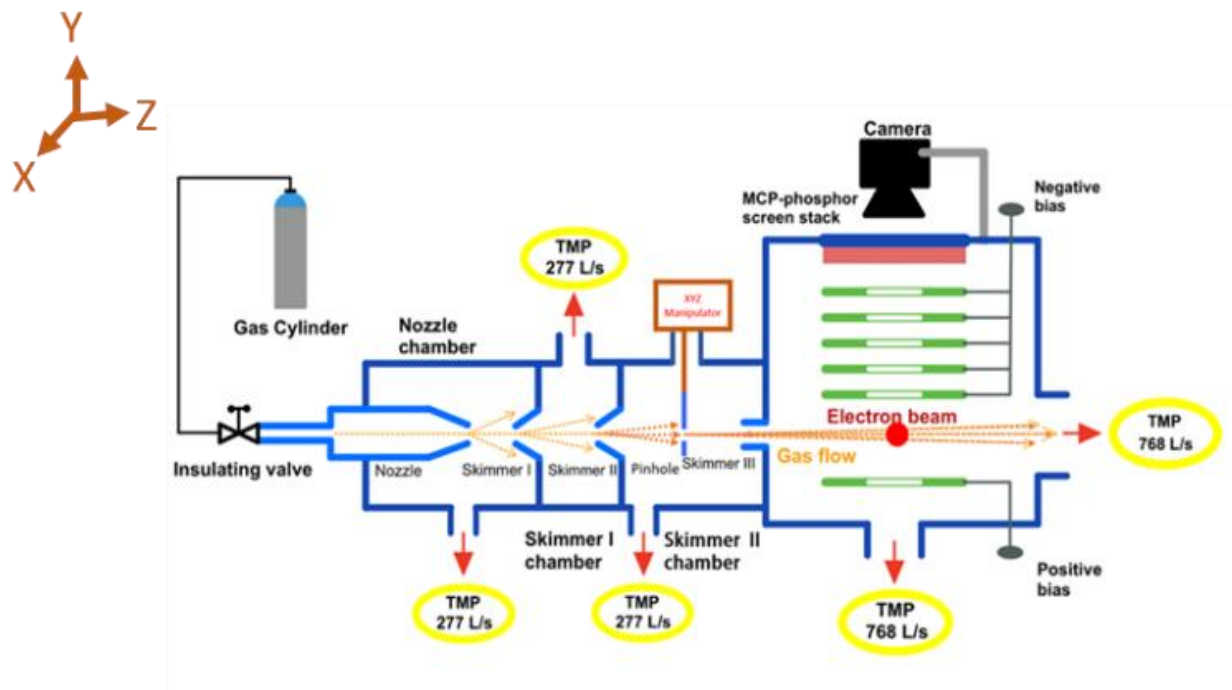 Y
Z
X
Camera
MCP-phosphor
screen stack
Negative
bias
TMP
277 L/s
XYZ
Manipulator
Gas Cylinder
Nozzle
chamber
Electron beam
TMP
768 L/s
Gas flow
Insulating valve
Nozzle
Skimmer I
Skimmer II
Pinhole
Skimmer III
Skimmer I
chamber
Skimmer II
chamber
Positive
bias
TMP
277 L/s
TMP
277 L/s
TMP
768 L/s